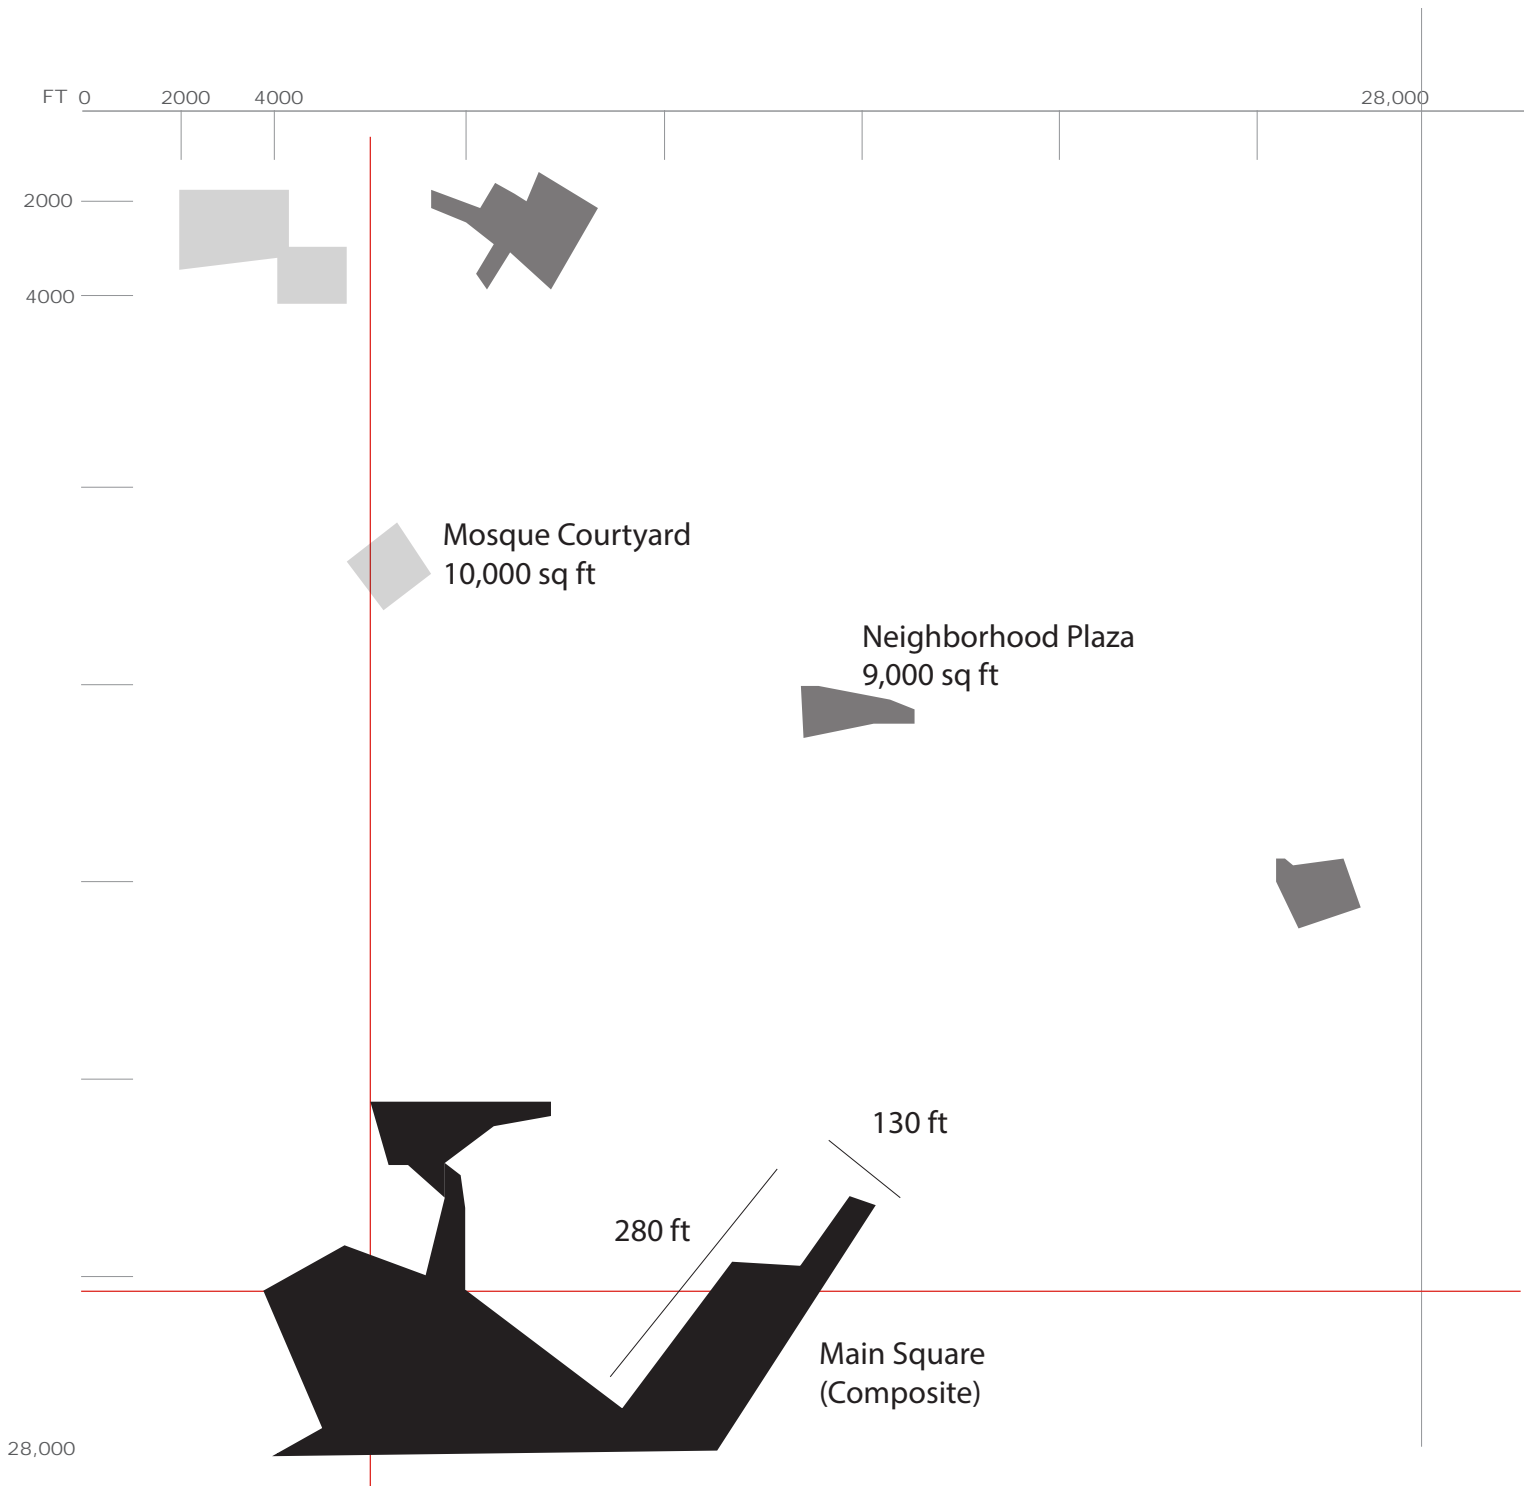 FT 0 2000 4000 28,000
2000
4000
Mosque Courtyard
10,000 sq ft
Neighborhood Plaza
9,000 sq ft
130 ft
280 ft
Main Square
(Composite)
28,000